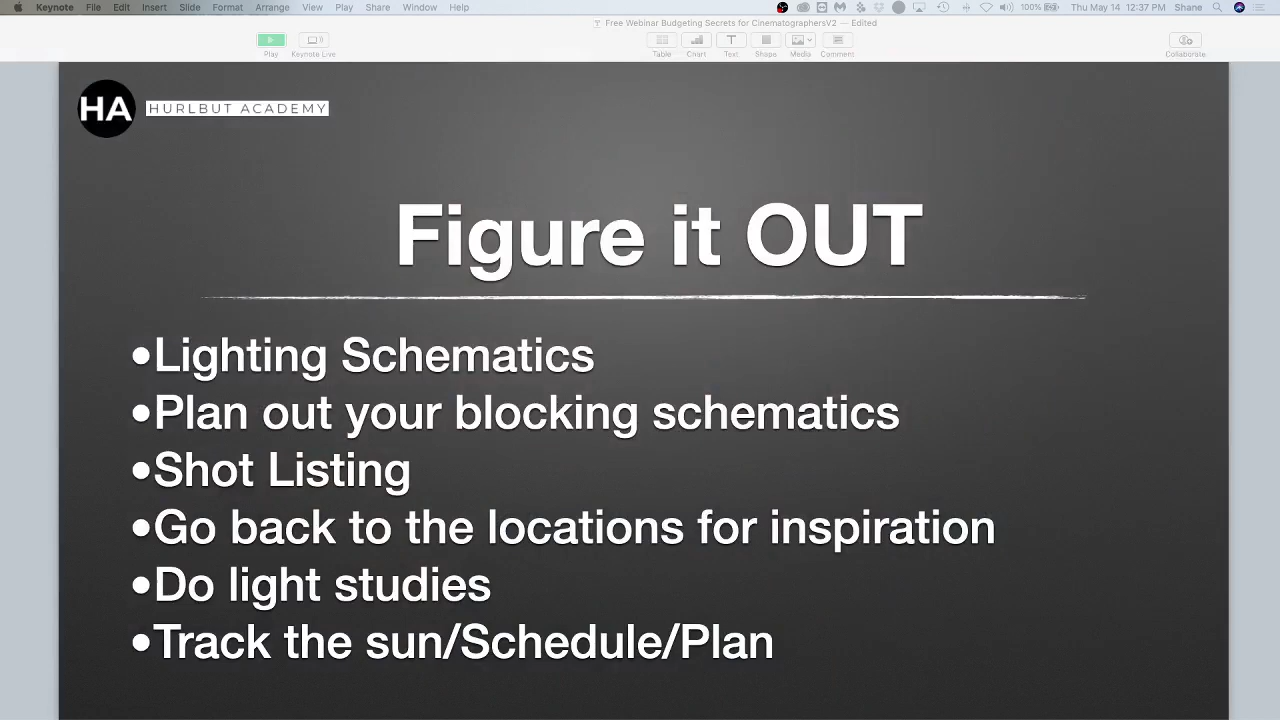 Keynote File Edit Insert Slide Format Arrange View Play Share Window Help 100% Thu May 14 12:37 PM Shane
Free Webinar Budgeting Secrets for CinematographersV2 — Edited
Play Keynote Live Table Chart Text Shape Media Comment Collaborate
HA HURLBUT ACADEMY
Figure it OUT
•Lighting Schematics
•Plan out your blocking schematics
•Shot Listing
•Go back to the locations for inspiration
•Do light studies
•Track the sun/Schedule/Plan